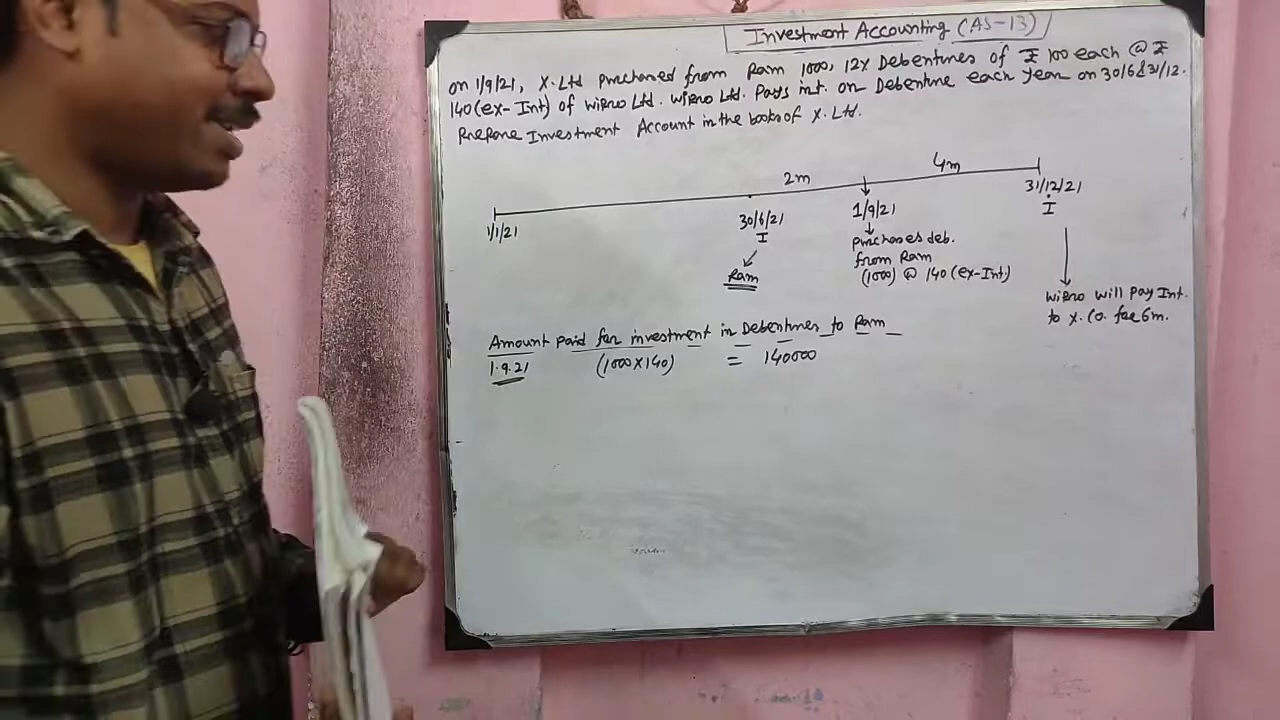 Investment Accounting (AS-13)
on 1/9/21, X.Ltd Purchased from Ram 1000, 12% Debentures of ₹ 100 each @ ₹
140 (ex-Int) of Wipro Ltd. Wipro Ltd. Pays int. on Debenture each year on 30/6 & 31/12.
Prepare Investment Account in the books of X. Ltd.
2m 4m
1/1/21 30/6/21 1/9/21 31/12/21
I I
Ram
Purchases deb.
from Ram
(1000) @ 140 (ex-Int)
Wipro will pay Int.
to X. Co. for 6m.
Amount paid for investment in Debentures to Ram
1.9.21 (1000X140) = 140000